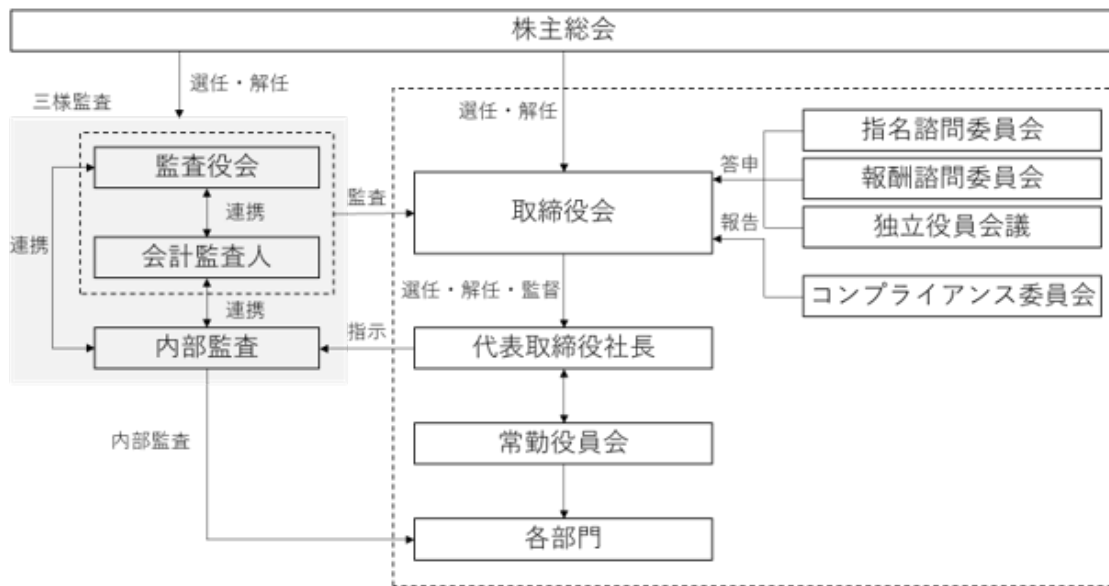 株主総会
選任・解任
三様監査
選任・解任
指名諮問委員会
監査役会
答申
報酬諮問委員会
監査
取締役会
連携
報告
独立役員会議
連携
会計監査人
選任・解任・監督
コンプライアンス委員会
連携
指示
内部監査
代表取締役社長
内部監査
常勤役員会
各部門